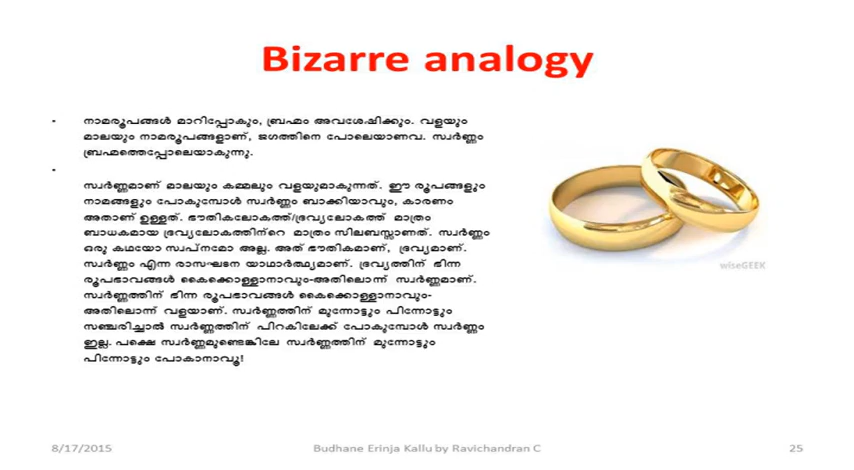 Bizarre analogy
• നാമരൂപങ്ങൾ മാറിപ്പോകും, ബ്രഹ്മം അവശേഷിക്കും. വളയും
മാലയും നാമരൂപങ്ങളാണ്, ജഗത്തിനെ പോലെയാണവ. സ്വർണ്ണം
ബ്രഹ്മത്തെപ്പോലെയാകുന്നു.
•
സ്വർണ്ണമാണ് മാലയും കമ്മലും വളയുമാകുന്നത്. ഈ രൂപങ്ങളും
നാമങ്ങളും പോകുമ്പോൾ സ്വർണ്ണം ബാക്കിയാവും, കാരണം
അതാണ് ഉള്ളത്. ഭൗതികലോകത്ത്/ദ്രവ്യലോകത്ത് മാത്രം
ബാധകമായ ദ്രവ്യലോകത്തിന്റെ മാത്രം സിലബസ്സാണത്. സ്വർണ്ണം
ഒരു കഥയോ സ്വപ്നമോ അല്ല. അത് ഭൗതികമാണ്, ദ്രവ്യമാണ്.
സ്വർണ്ണം എന്ന രാസഘടന യാഥാർത്ഥ്യമാണ്. ദ്രവ്യത്തിന് ഭിന്ന
രൂപഭാവങ്ങൾ കൈക്കൊള്ളാനാവും-അതിലൊന്ന് സ്വർണ്ണമാണ്.
സ്വർണ്ണത്തിന് ഭിന്ന രൂപഭാവങ്ങൾ കൈക്കൊള്ളാനാവും-
അതിലൊന്ന് വളയാണ്. സ്വർണ്ണത്തിന് മുന്നോട്ടും പിന്നോട്ടും
സഞ്ചരിച്ചാൽ സ്വർണ്ണത്തിന് പിറകിലേക്ക് പോകുമ്പോൾ സ്വർണ്ണം
ഇല്ല. പക്ഷെ സ്വർണ്ണമുണ്ടെങ്കിലേ സ്വർണ്ണത്തിന് മുന്നോട്ടും
പിന്നോട്ടും പോകാനാവൂ!
wiseGEEK
8/17/2015
Budhane Erinja Kallu by Ravichandran C
25